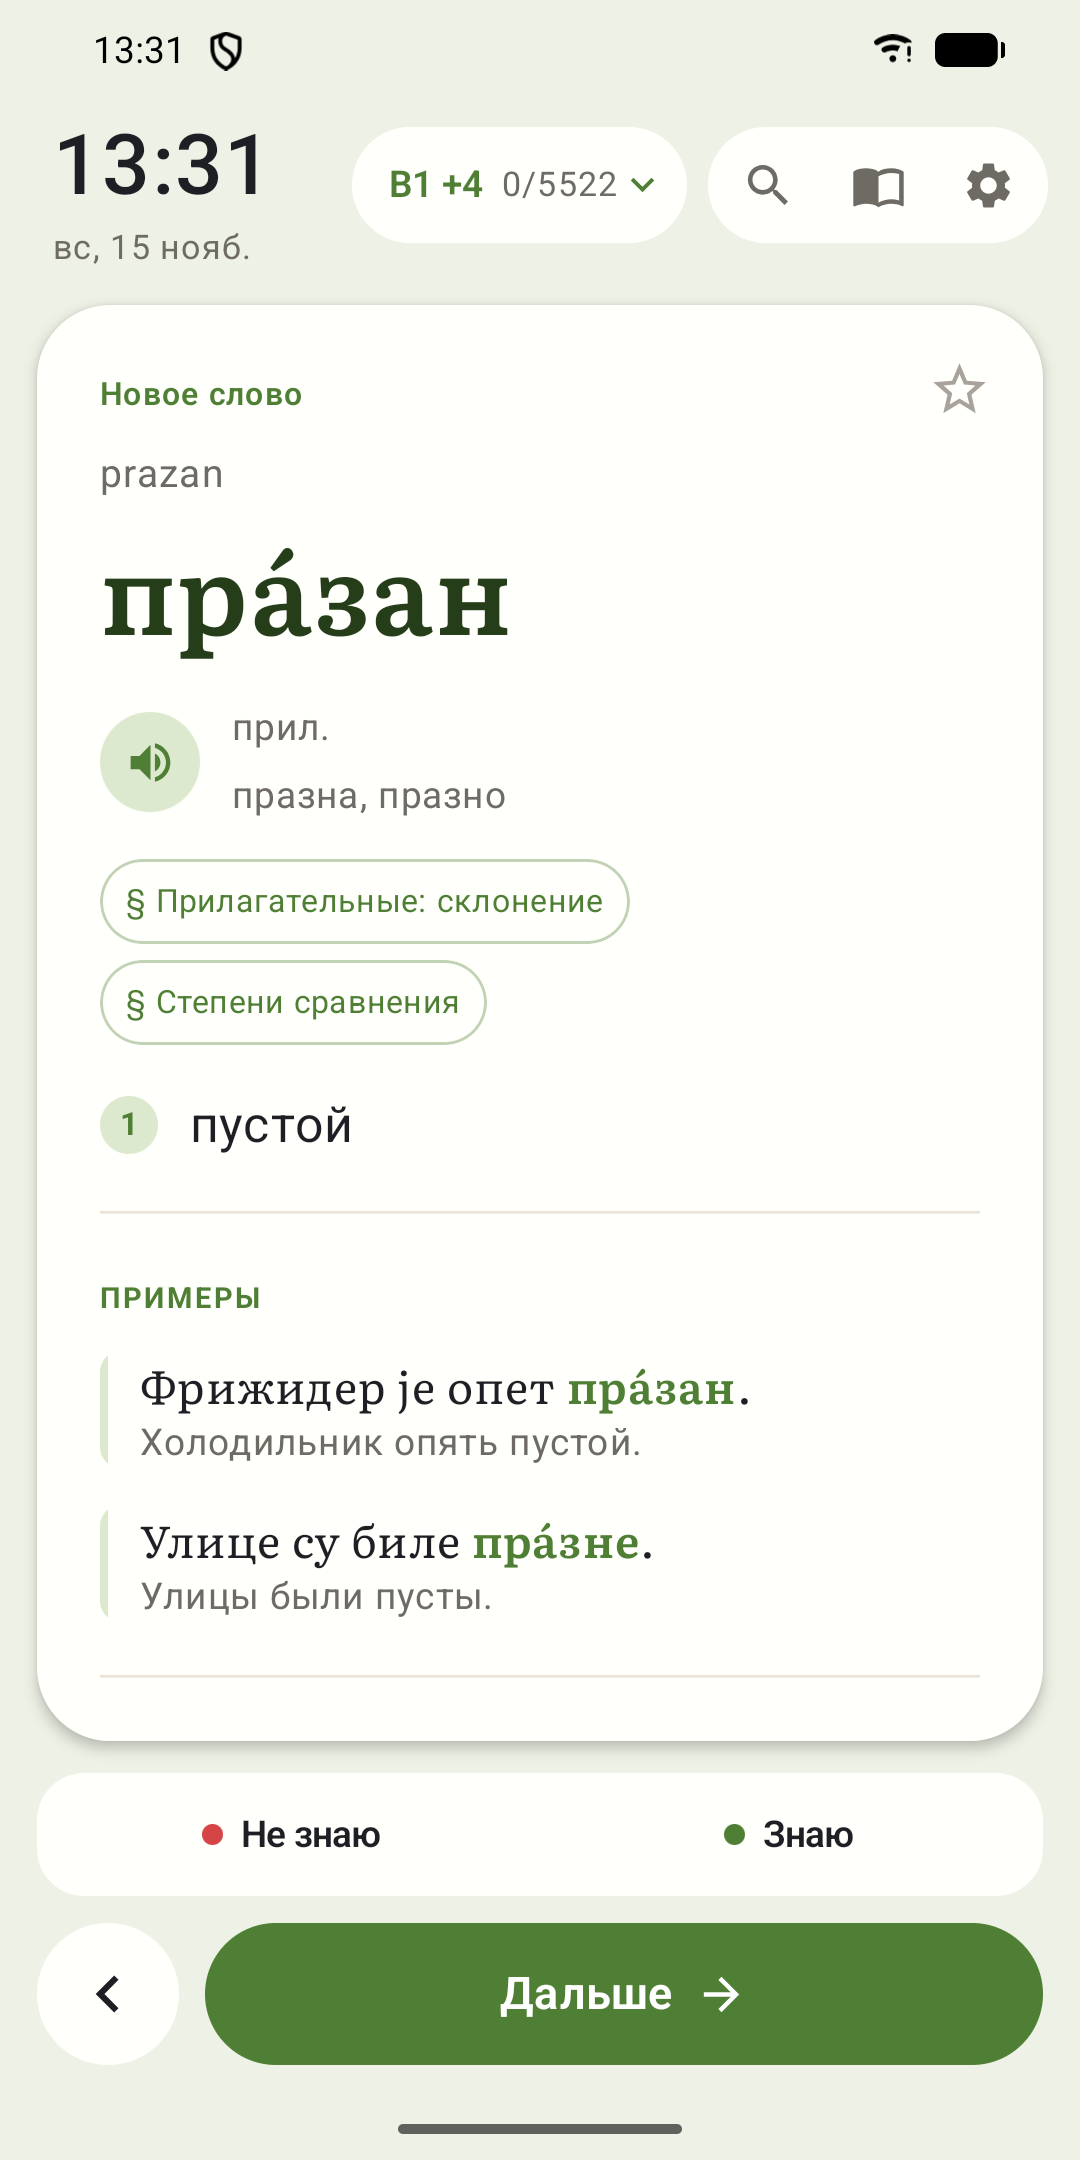 13:31
13:31
вс, 15 нояб.
B1 +4 0/5522
Новое слово
prazan
пра́зан
прил.
празна, празно
§ Прилагательные: склонение
§ Степени сравнения
1 пустой
ПРИМЕРЫ
Фрижидер је опет пра́зан.
Холодильник опять пустой.
Улице су биле пра́зне.
Улицы были пусты.
Не знаю
Знаю
Дальше →